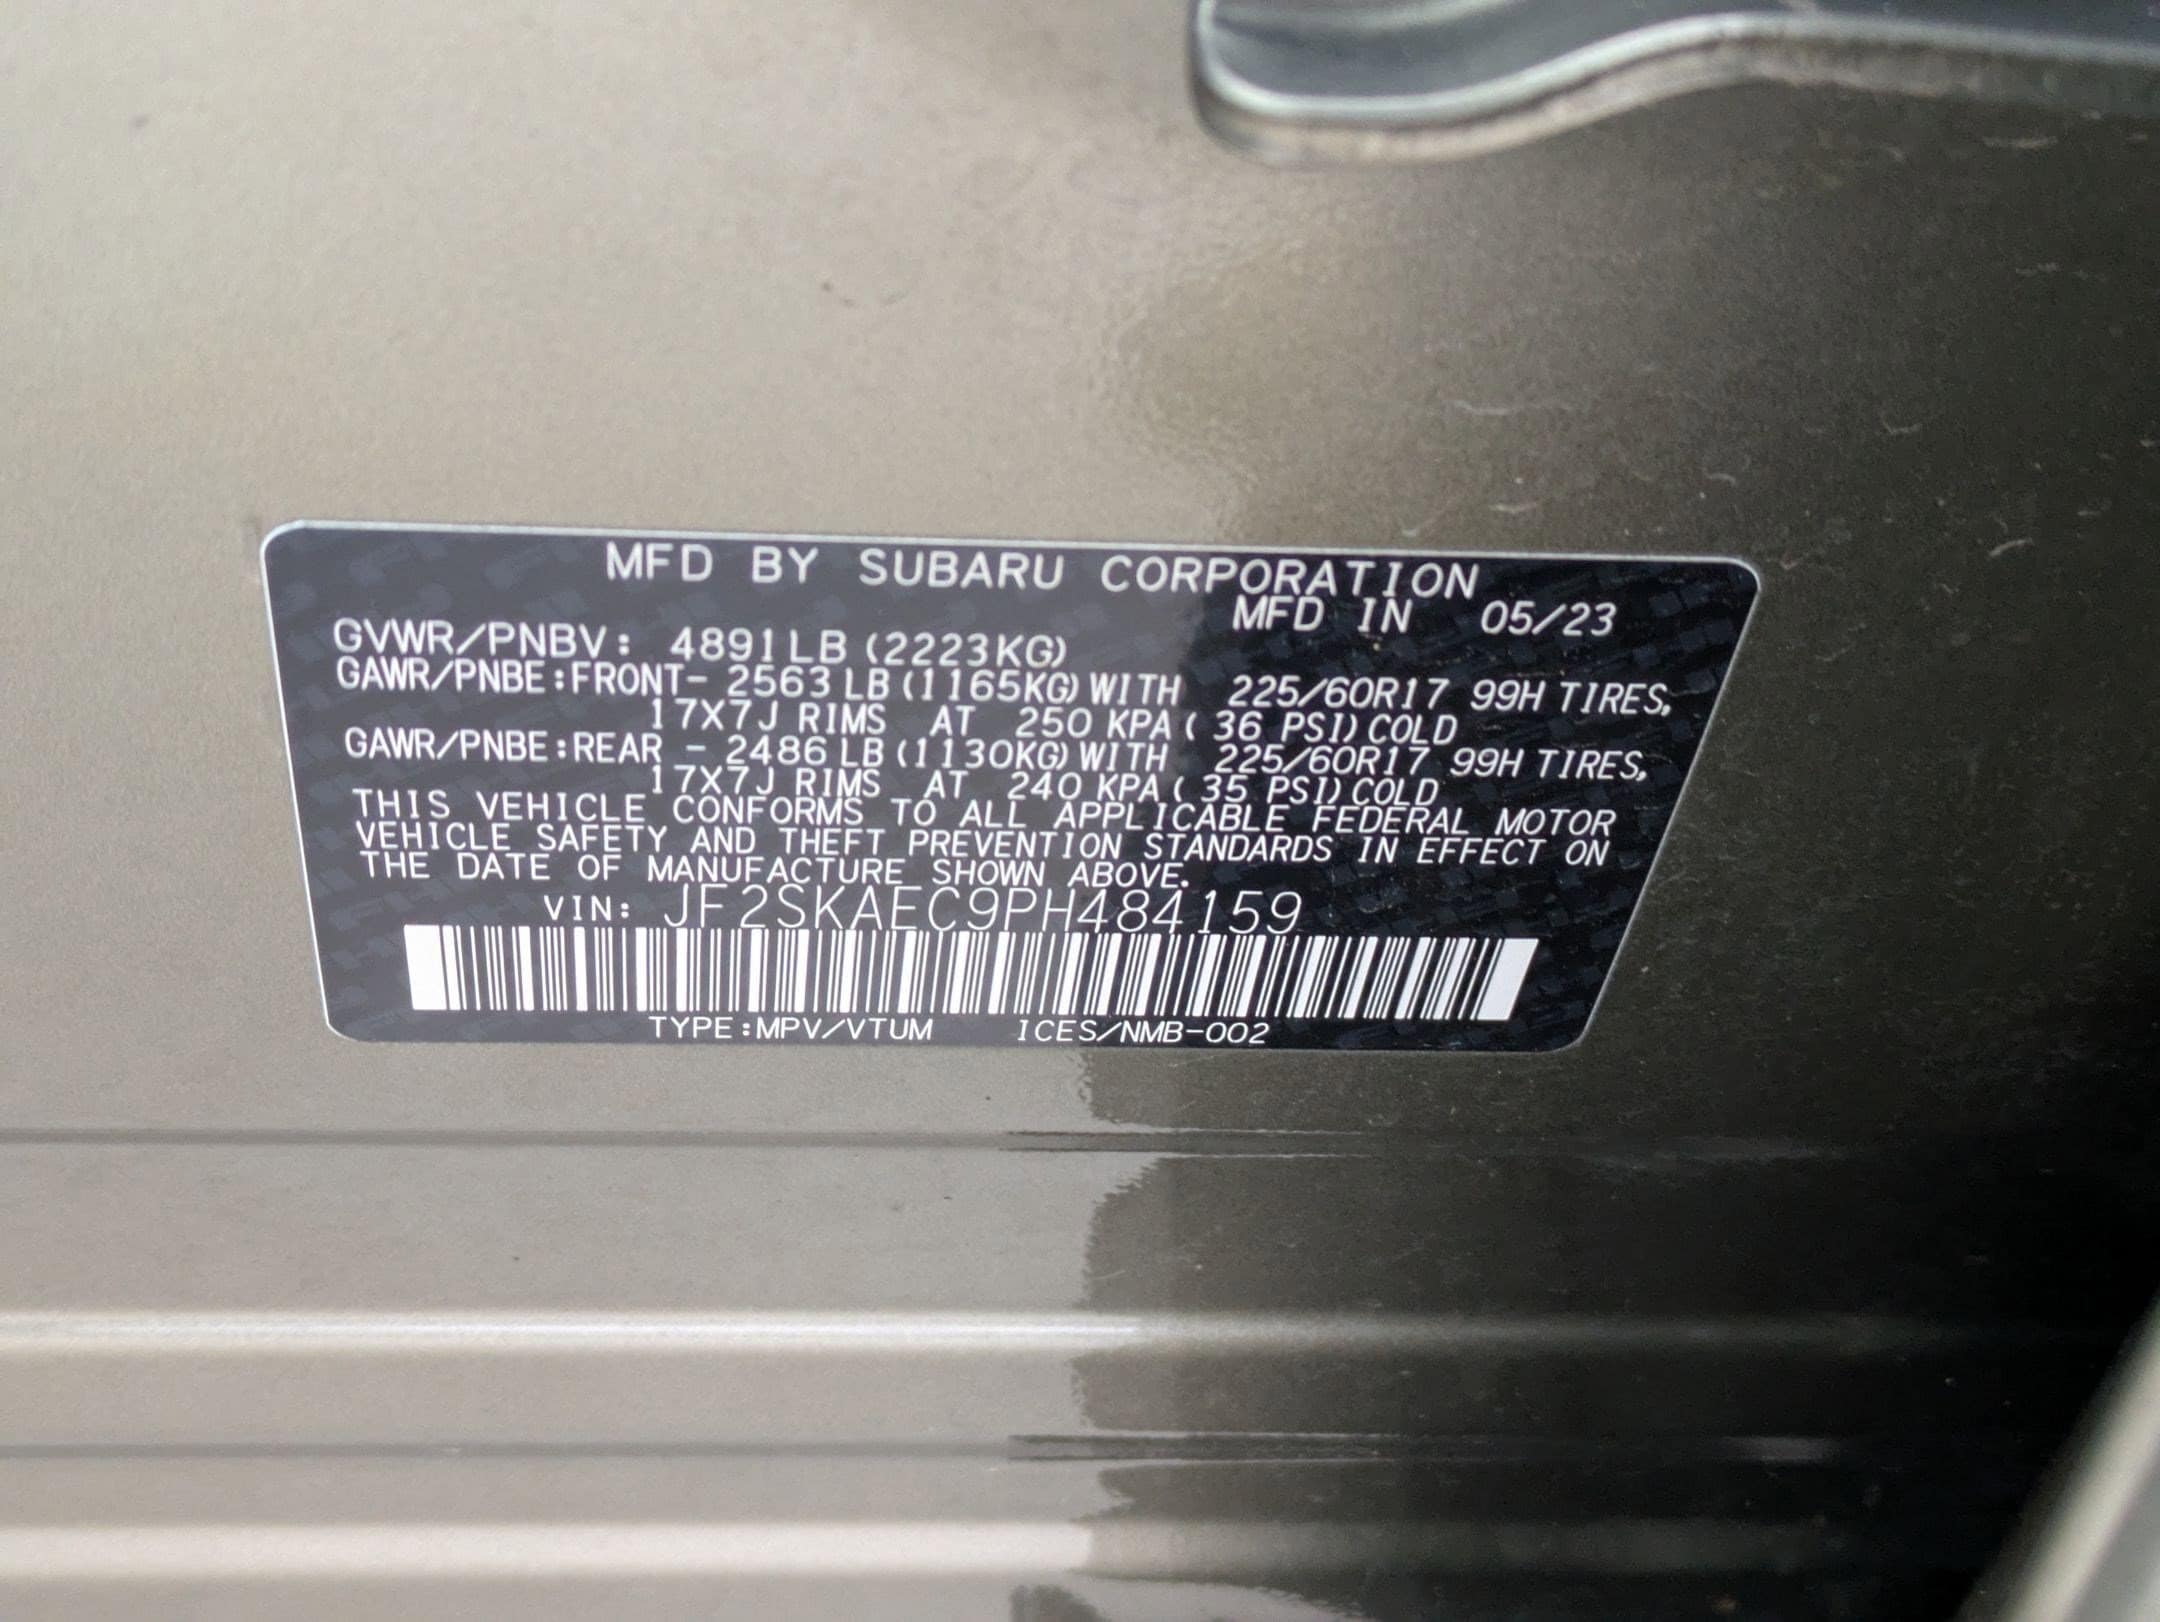 MFD BY SUBARU CORPORATION
MFD IN 05/23
GVWR/PNBV: 4891LB (2223KG)
GAWR/PNBE:FRONT- 2563LB(1165KG)WITH 225/60R17 99H TIRES,
17X7J RIMS AT 250 KPA( 36 PSI)COLD
GAWR/PNBE:REAR - 2486LB(1130KG)WITH 225/60R17 99H TIRES,
17X7J RIMS AT 240 KPA( 35 PSI)COLD
THIS VEHICLE CONFORMS TO ALL APPLICABLE FEDERAL MOTOR
VEHICLE SAFETY AND THEFT PREVENTION STANDARDS IN EFFECT ON
THE DATE OF MANUFACTURE SHOWN ABOVE.
VIN: JF2SKAEC9PH484159
TYPE:MPV/VTUM ICES/NMB-002